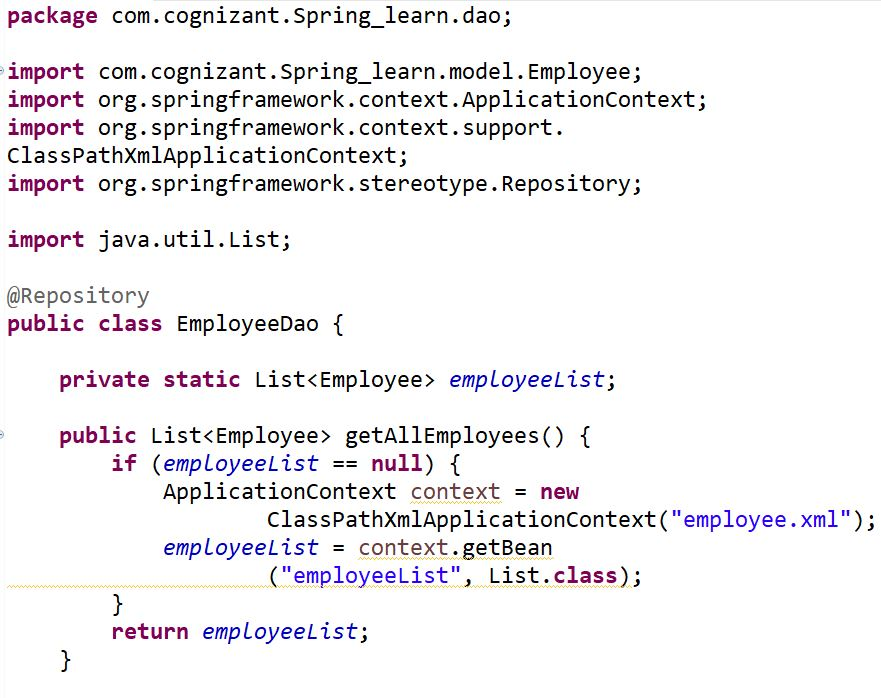 package com.cognizant.Spring_learn.dao;
import com.cognizant.Spring_learn.model.Employee;
import org.springframework.context.ApplicationContext;
import org.springframework.context.support.
ClassPathXmlApplicationContext;
import org.springframework.stereotype.Repository;
import java.util.List;
@Repository
public class EmployeeDao {
private static List<Employee> employeeList;
public List<Employee> getAllEmployees() {
if (employeeList == null) {
ApplicationContext context = new
ClassPathXmlApplicationContext("employee.xml");
employeeList = context.getBean
("employeeList", List.class);
}
return employeeList;
}